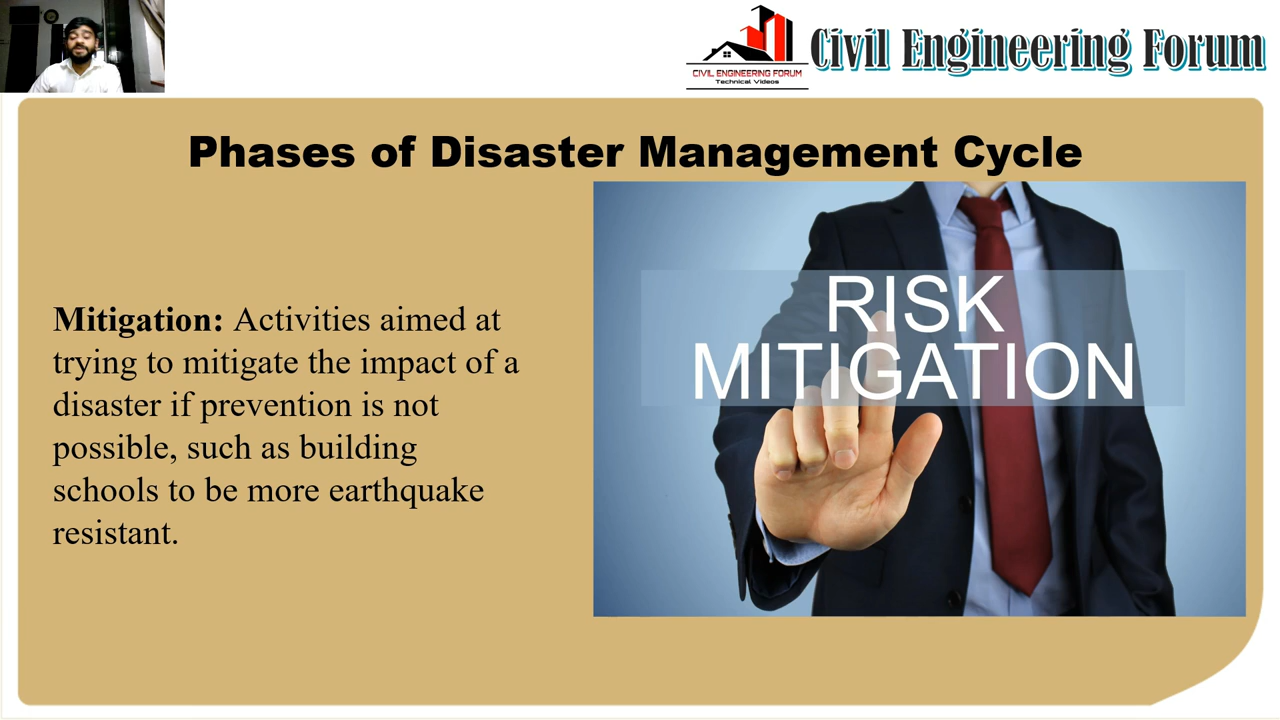 CIVIL ENGINEERING FORUM
Technical Videos
Civil Engineering Forum
Phases of Disaster Management Cycle
Mitigation: Activities aimed at
trying to mitigate the impact of a
disaster if prevention is not
possible, such as building
schools to be more earthquake
resistant.
RISK
MITIGATION